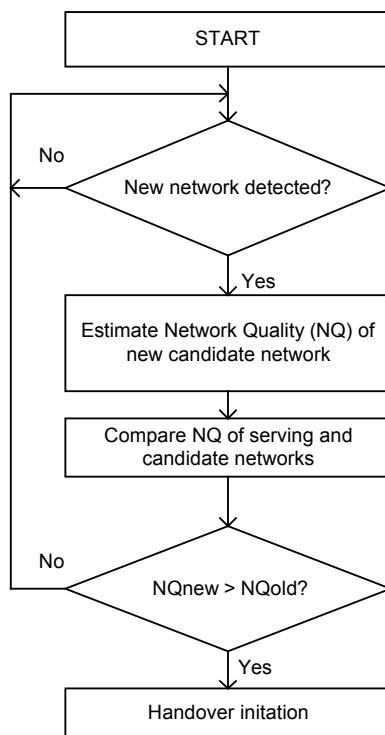 START
No
New network detected?
Yes
Estimate Network Quality (NQ) of
new candidate network
Compare NQ of serving and
candidate networks
No
NQnew > NQold?
Yes
Handover initation